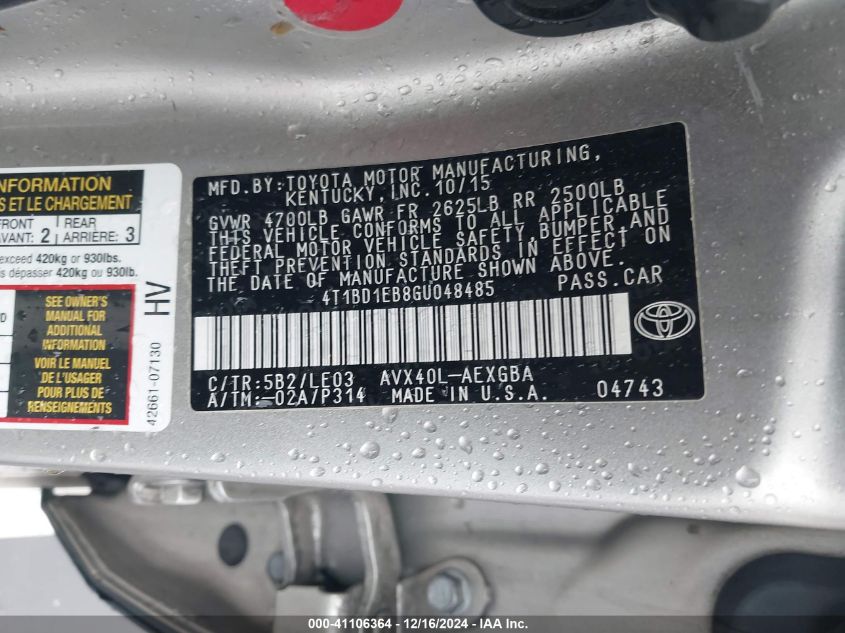 INFORMATION
S ET LE CHARGEMENT
FRONT
AVANT: 2
REAR
ARRIÈRE: 3
exceed 420kg or 930lbs.
s dépasser 420kg ou 930lb.
SEE OWNER'S
MANUAL FOR
ADDITIONAL
INFORMATION
VOIR LE MANUEL
DE L'USAGER
POUR PLUS DE
RENSEIGNEMENTS
HV
42661-07130
MFD. BY: TOYOTA MOTOR MANUFACTURING,
KENTUCKY, INC. 10/15
GVWR 4700LB GAWR FR 2625LB RR 2500LB
THIS VEHICLE CONFORMS TO ALL APPLICABLE
FEDERAL MOTOR VEHICLE SAFETY, BUMPER, AND
THEFT PREVENTION STANDARDS IN EFFECT ON
THE DATE OF MANUFACTURE SHOWN ABOVE.
4T1BD1EB8GU048485 PASS. CAR
C/TR: 5B2/LE03 AVX40L-AEXGBA
A/TM: -02A/P314 MADE IN U.S.A. 04743
000-41106364 / 12/16/2024 - IAA Inc.